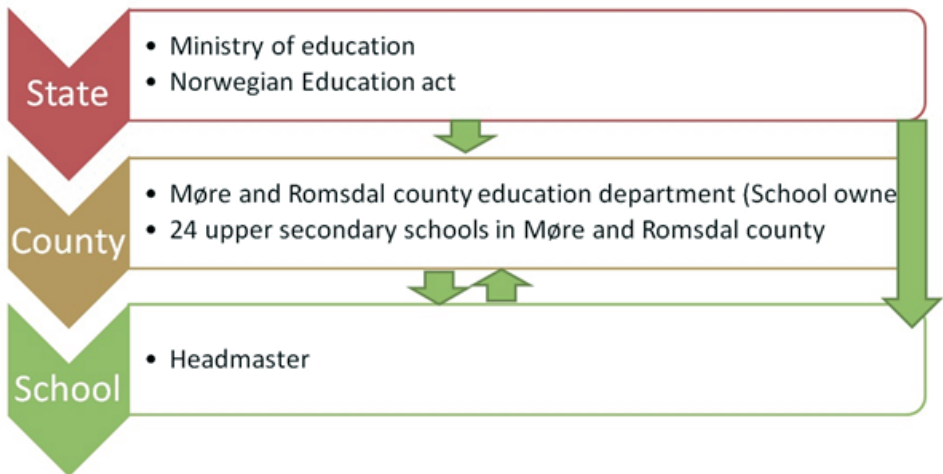 State
• Ministry of education
• Norwegian Education act
County
• Møre and Romsdal county education department (School owne
• 24 upper secondary schools in Møre and Romsdal county
School
• Headmaster